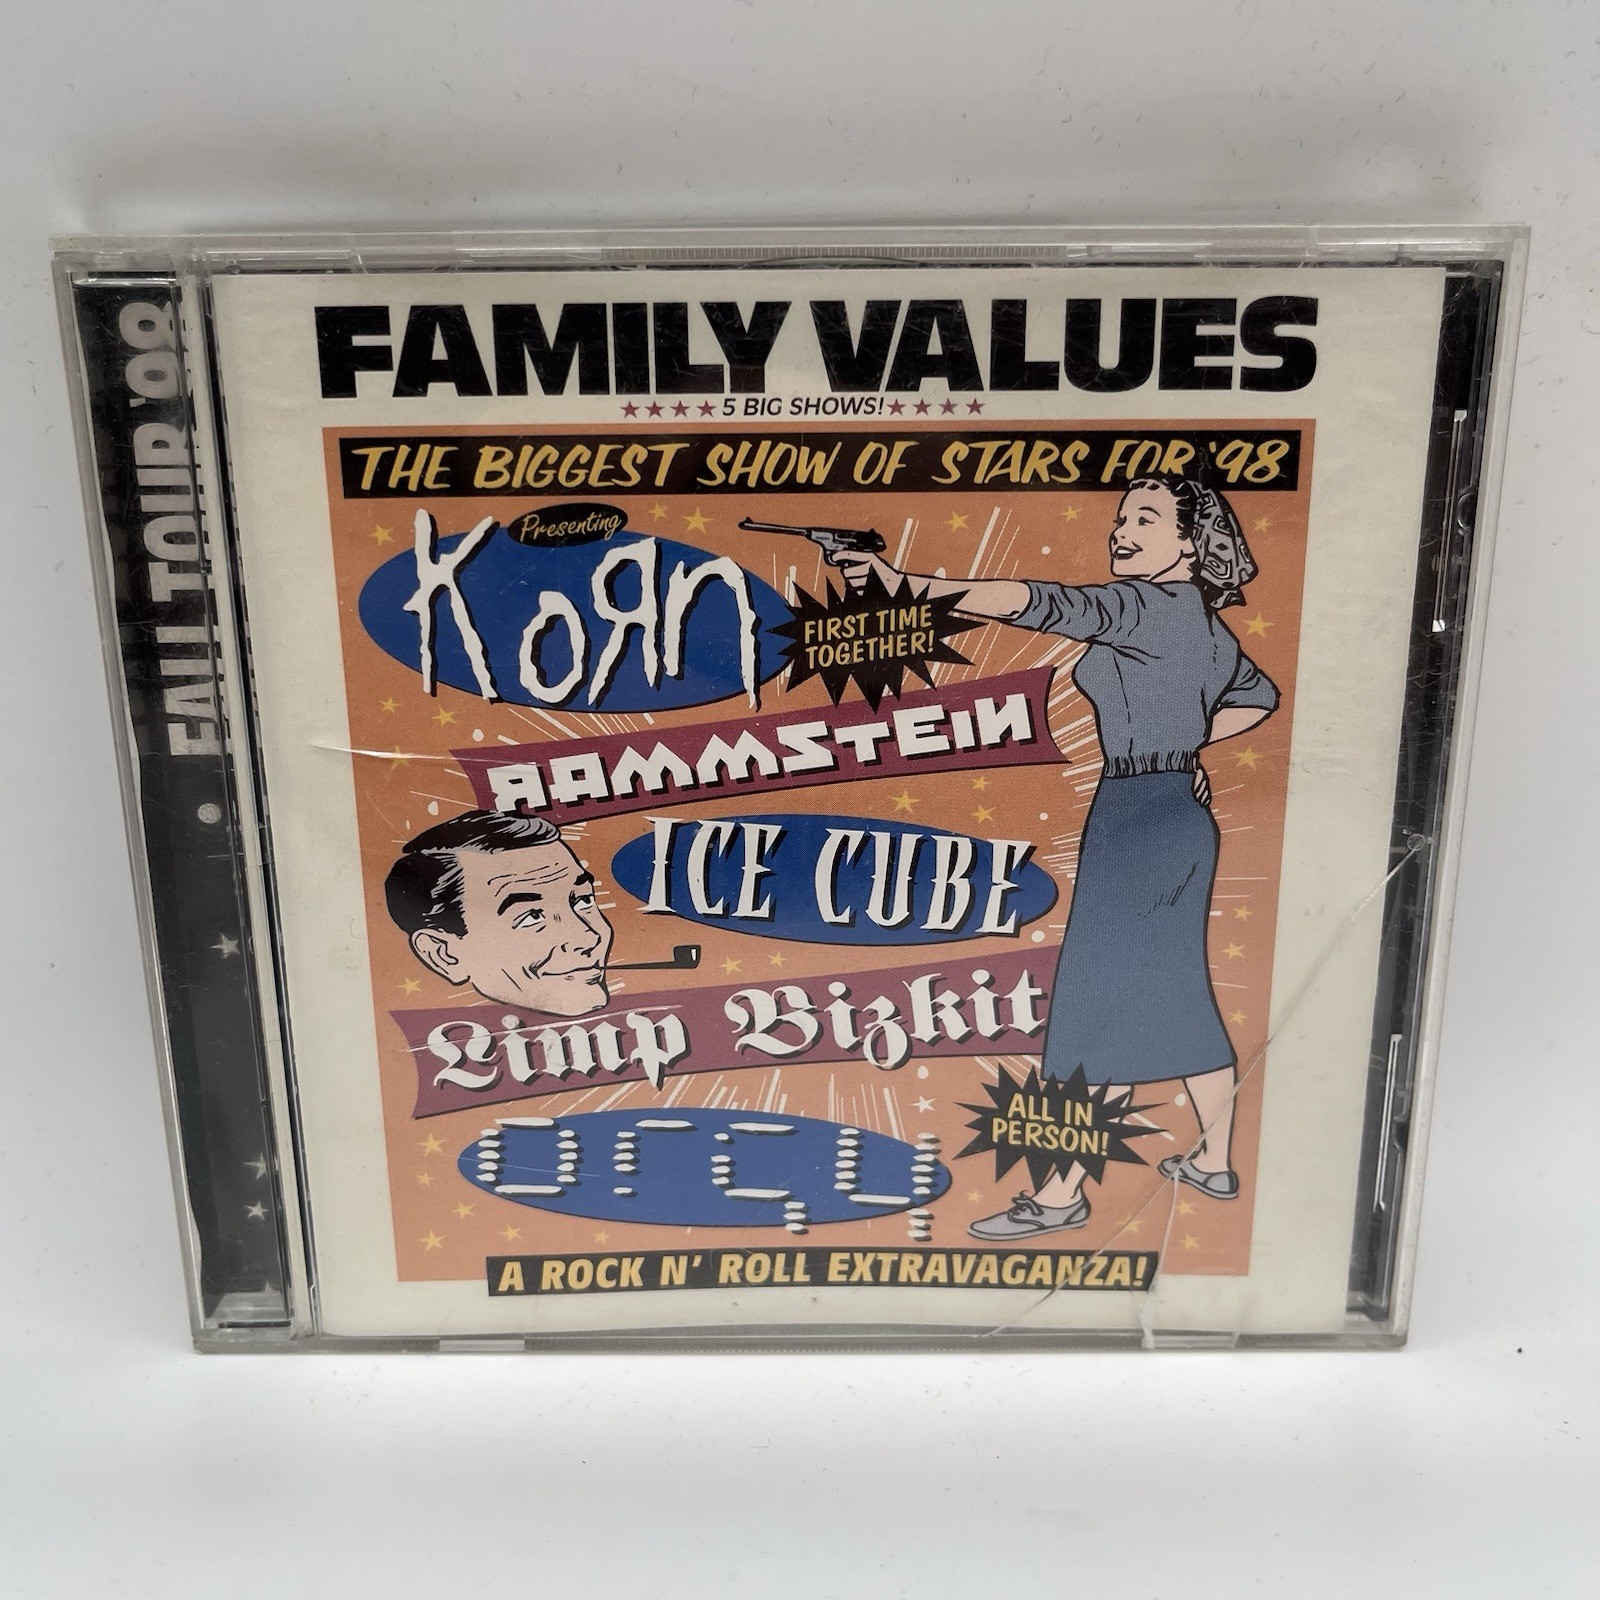 FALL TOUR '98
FAMILY VALUES
5 BIG SHOWS!
THE BIGGEST SHOW OF STARS FOR '98
Presenting
KoЯn
FIRST TIME
TOGETHER!
RAMMSTEIN
ICE CUBE
Limp Bizkit
orgy
ALL IN
PERSON!
A ROCK N' ROLL EXTRAVAGANZA!